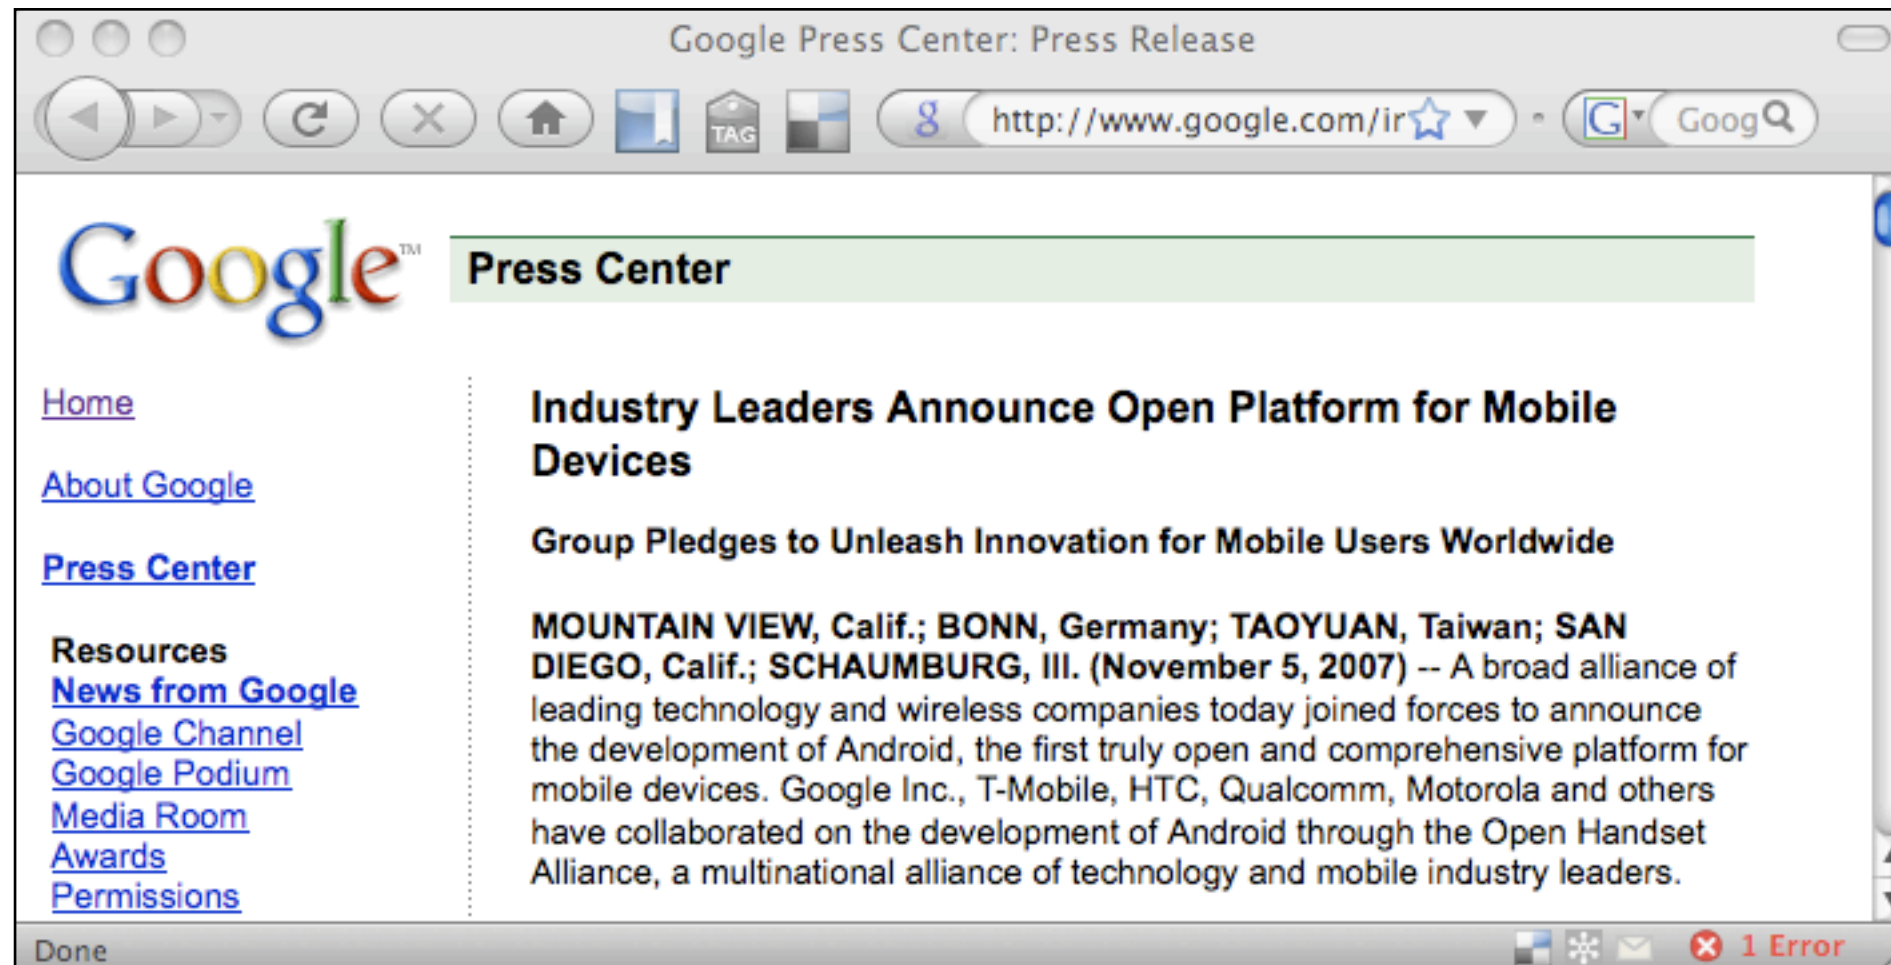 Google Press Center: Press Release
TAG
g
http://www.google.com/ir
G
Goog
Google™
Press Center
Home
About Google
Press Center
Resources
News from Google
Google Channel
Google Podium
Media Room
Awards
Permissions
Industry Leaders Announce Open Platform for Mobile
Devices
Group Pledges to Unleash Innovation for Mobile Users Worldwide
MOUNTAIN VIEW, Calif.; BONN, Germany; TAOYUAN, Taiwan; SAN
DIEGO, Calif.; SCHAUMBURG, Ill. (November 5, 2007) -- A broad alliance of
leading technology and wireless companies today joined forces to announce
the development of Android, the first truly open and comprehensive platform for
mobile devices. Google Inc., T-Mobile, HTC, Qualcomm, Motorola and others
have collaborated on the development of Android through the Open Handset
Alliance, a multinational alliance of technology and mobile industry leaders.
Done
1 Error